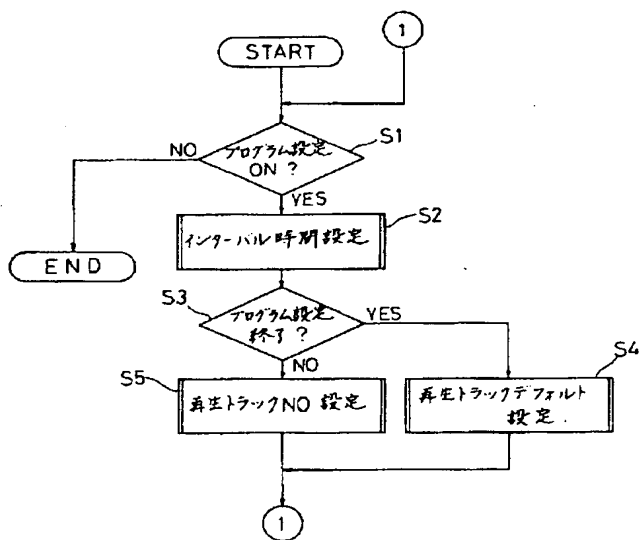 1
START
S1
プログラム設定
ON ?
NO
YES
S2
インターバル時間設定
END
S3
プログラム設定
終了?
YES
NO
S4
S5
再生トラックNO 設定
再生トラックデフォルト
設定.
1